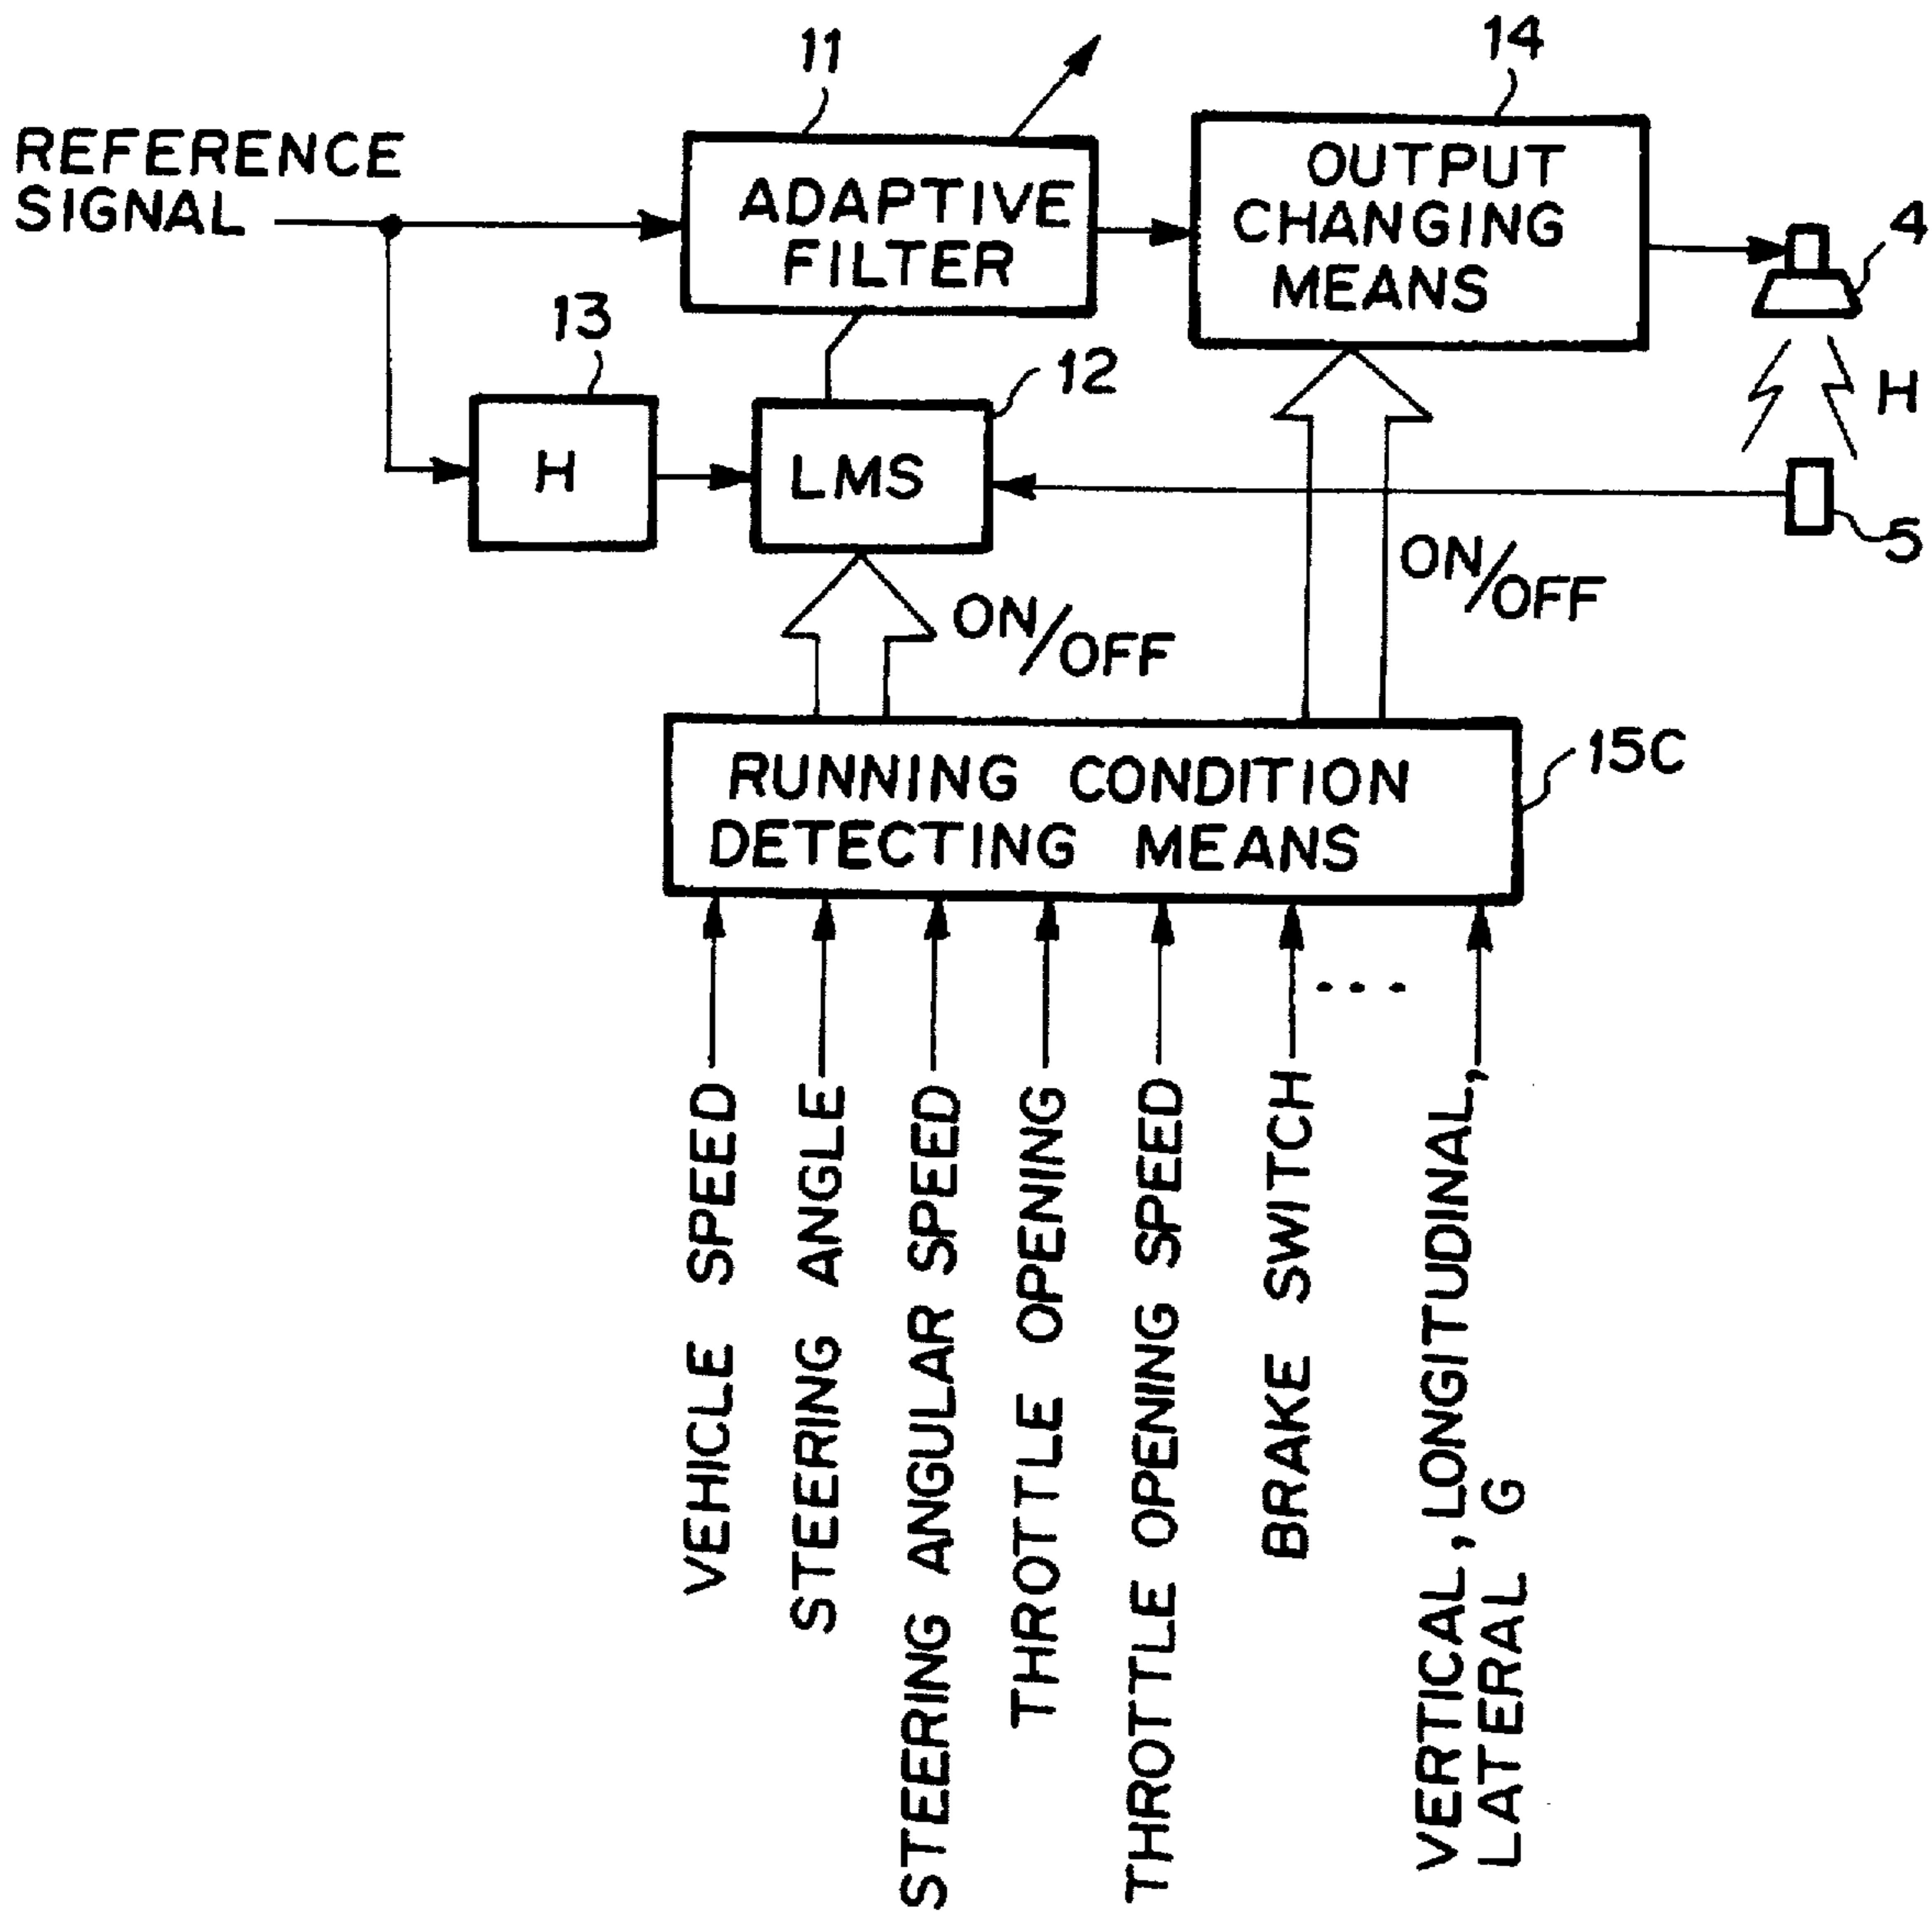 11
14
REFERENCE
SIGNAL
ADAPTIVE
FILTER
OUTPUT
CHANGING
MEANS
4
13
12
H
H
LMS
5
ON/OFF
ON/OFF
RUNNING CONDITION
DETECTING MEANS
15C
VEHICLE SPEED
STEERING ANGLE
STEERING ANGULAR SPEED
THROTTLE OPENING
THROTTLE OPENING SPEED
BRAKE SWITCH
...
VERTICAL, LONGITUDINAL,
LATERAL G